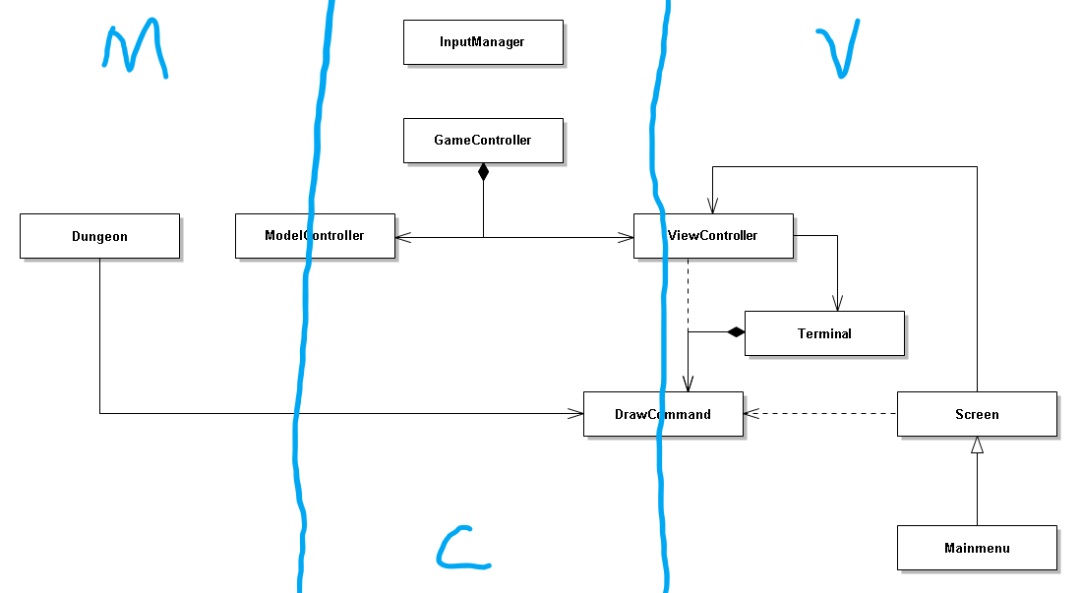 M
V
InputManager
GameController
Dungeon
ModelController
ViewController
Terminal
DrawCommand
Screen
C
Mainmenu